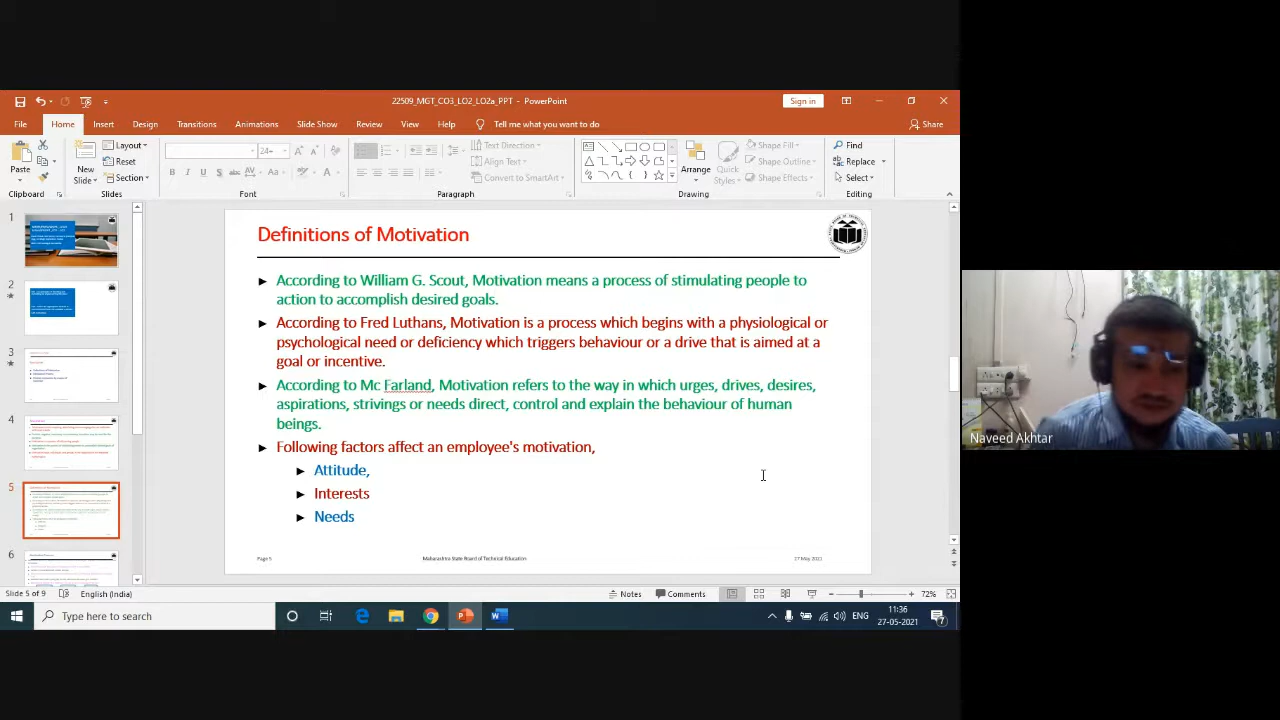 22509_MGT_CO3_LO2_LO2a_PPT - PowerPoint
Sign in
File Home Insert Design Transitions Animations Slide Show Review View Help Tell me what you want to do Share
Paste
New
Slide
Layout
Reset
Section
24+
Text Direction
Align Text
Convert to SmartArt
Arrange
Quick
Styles
Shape Fill
Shape Outline
Shape Effects
Find
Replace
Select
Clipboard Slides Font Paragraph Drawing Editing
1
2
3
4
5
6
Definitions of Motivation
According to William G. Scout, Motivation means a process of stimulating people to
action to accomplish desired goals.
According to Fred Luthans, Motivation is a process which begins with a physiological or
psychological need or deficiency which triggers behaviour or a drive that is aimed at a
goal or incentive.
According to Mc Farland, Motivation refers to the way in which urges, drives, desires,
aspirations, strivings or needs direct, control and explain the behaviour of human
beings.
Following factors affect an employee's motivation,
Attitude,
Interests
Needs
Page 5 Maharashtra State Board of Technical Education 17 May 2021
Naveed Akhtar
Slide 5 of 9 English (India) Notes Comments 72%
Type here to search
ENG
11:36
27-05-2021
7